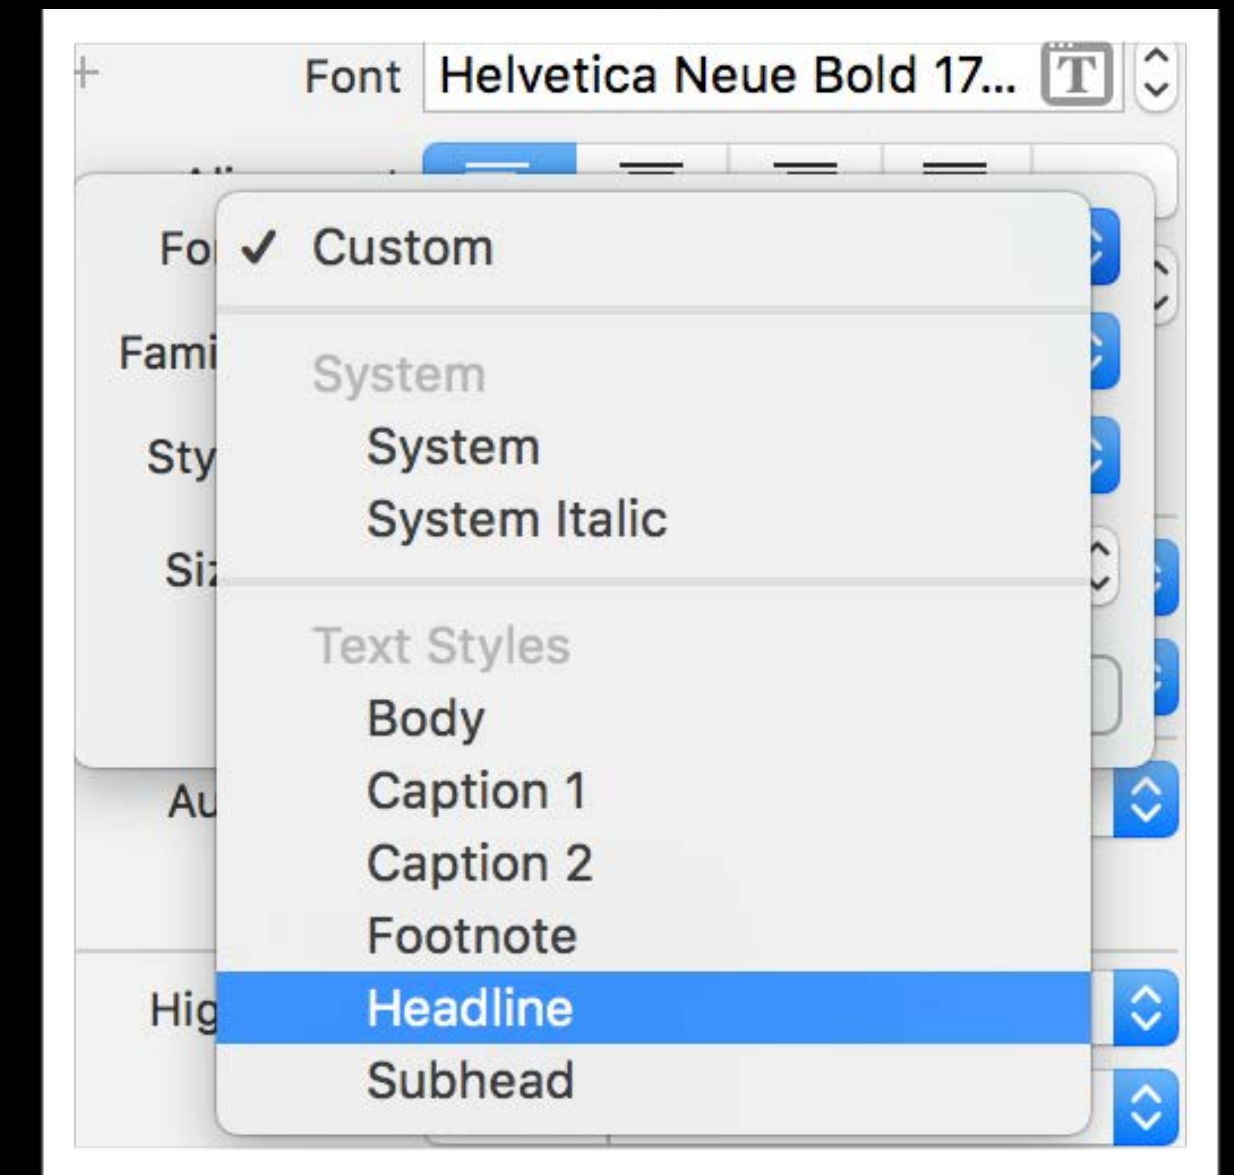 Font Helvetica Neue Bold 17... T
Custom
System
System
System Italic
Text Styles
Body
Caption 1
Caption 2
Footnote
Headline
Subhead